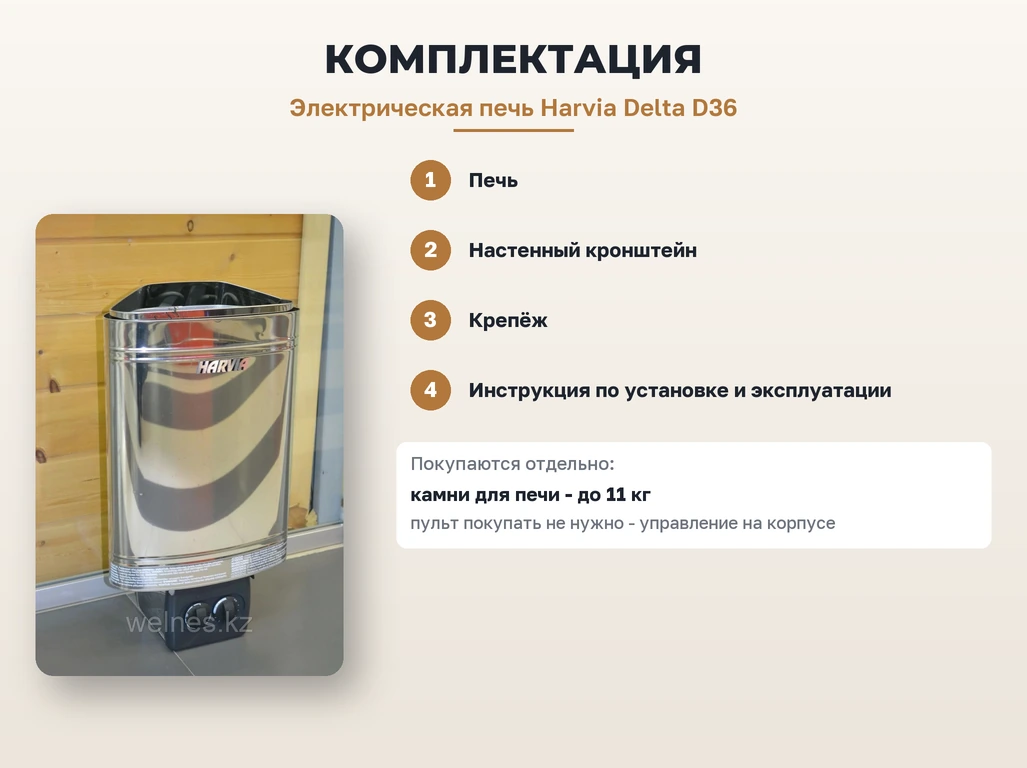 КОМПЛЕКТАЦИЯ
Электрическая печь Harvia Delta D36
1 Печь
2 Настенный кронштейн
3 Крепёж
4 Инструкция по установке и эксплуатации
Покупаются отдельно:
камни для печи - до 11 кг
пульт покупать не нужно - управление на корпусе
HARVIA
welnes.kz